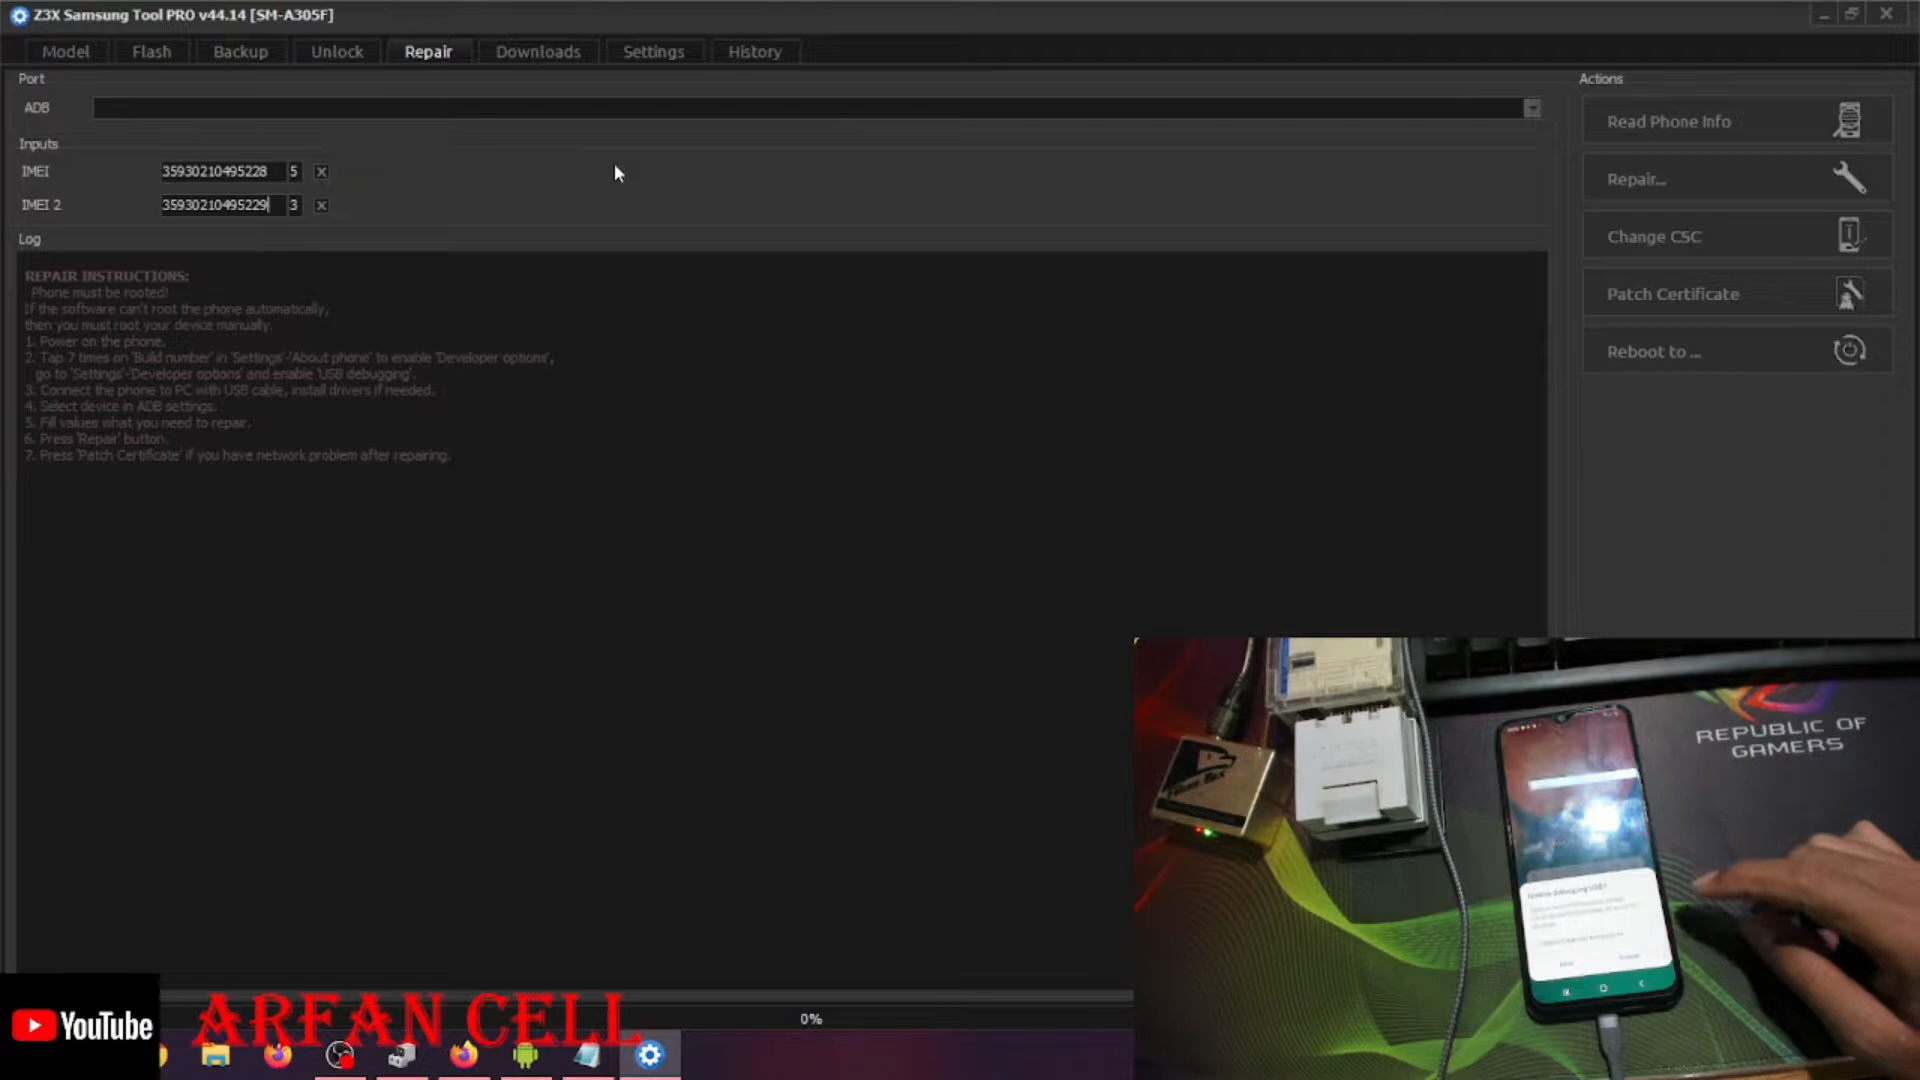 Z3X Samsung Tool PRO v44.14 [SM-A305F]
Model Flash Backup Unlock Repair Downloads Settings History
Port
Actions
ADB
Read Phone Info
Inputs
IMEI 35930210495228 5 X
Repair...
IMEI 2 35930210495229 3 X
Change CSC
Log
REPAIR INSTRUCTIONS:
Phone must be rooted!
If the software can't root the phone automatically,
then you must root your device manually.
1. Power on the phone.
2. Tap 7 times on 'Build number' in 'Settings'-'About phone' to enable 'Developer options',
go to 'Settings'-'Developer options' and enable 'USB debugging'.
3. Connect the phone to PC with USB cable, install drivers if needed.
4. Select device in ADB settings.
5. Fill values what you need to repair.
6. Press 'Repair' button.
7. Press 'Patch Certificate' if you have network problem after repairing.
Patch Certificate
Reboot to ...
REPUBLIC OF
GAMERS
YouTube
ARFAN CELL
0%